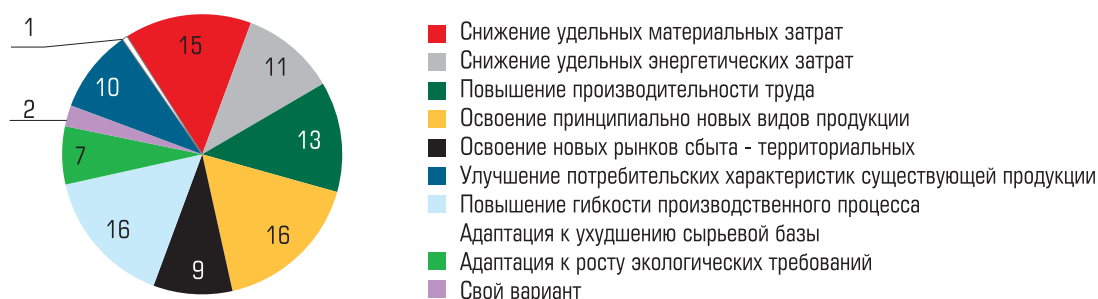 1
15
11
10
2
13
7
16
16
9
Снижение удельных материальных затрат
Снижение удельных энергетических затрат
Повышение производительности труда
Освоение принципиально новых видов продукции
Освоение новых рынков сбыта - территориальных
Улучшение потребительских характеристик существующей продукции
Повышение гибкости производственного процесса
Адаптация к ухудшению сырьевой базы
Адаптация к росту экологических требований
Свой вариант